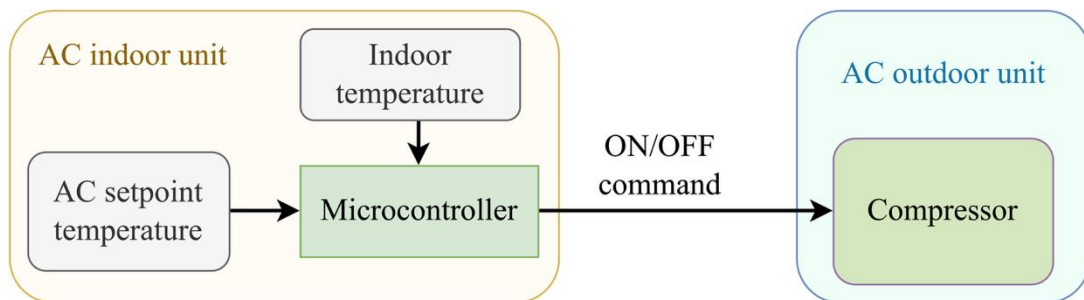 AC indoor unit
Indoor
temperature
AC setpoint
temperature
Microcontroller
ON/OFF
command
AC outdoor unit
Compressor